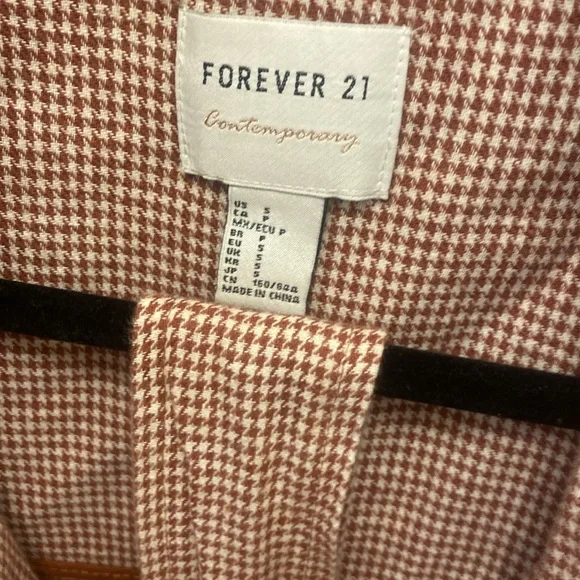 FOREVER 21
Contemporary
US S
CA P
MX/ECU P
BR P
EU S
UK S
KR S
JP S
CN 160/84A
MADE IN CHINA